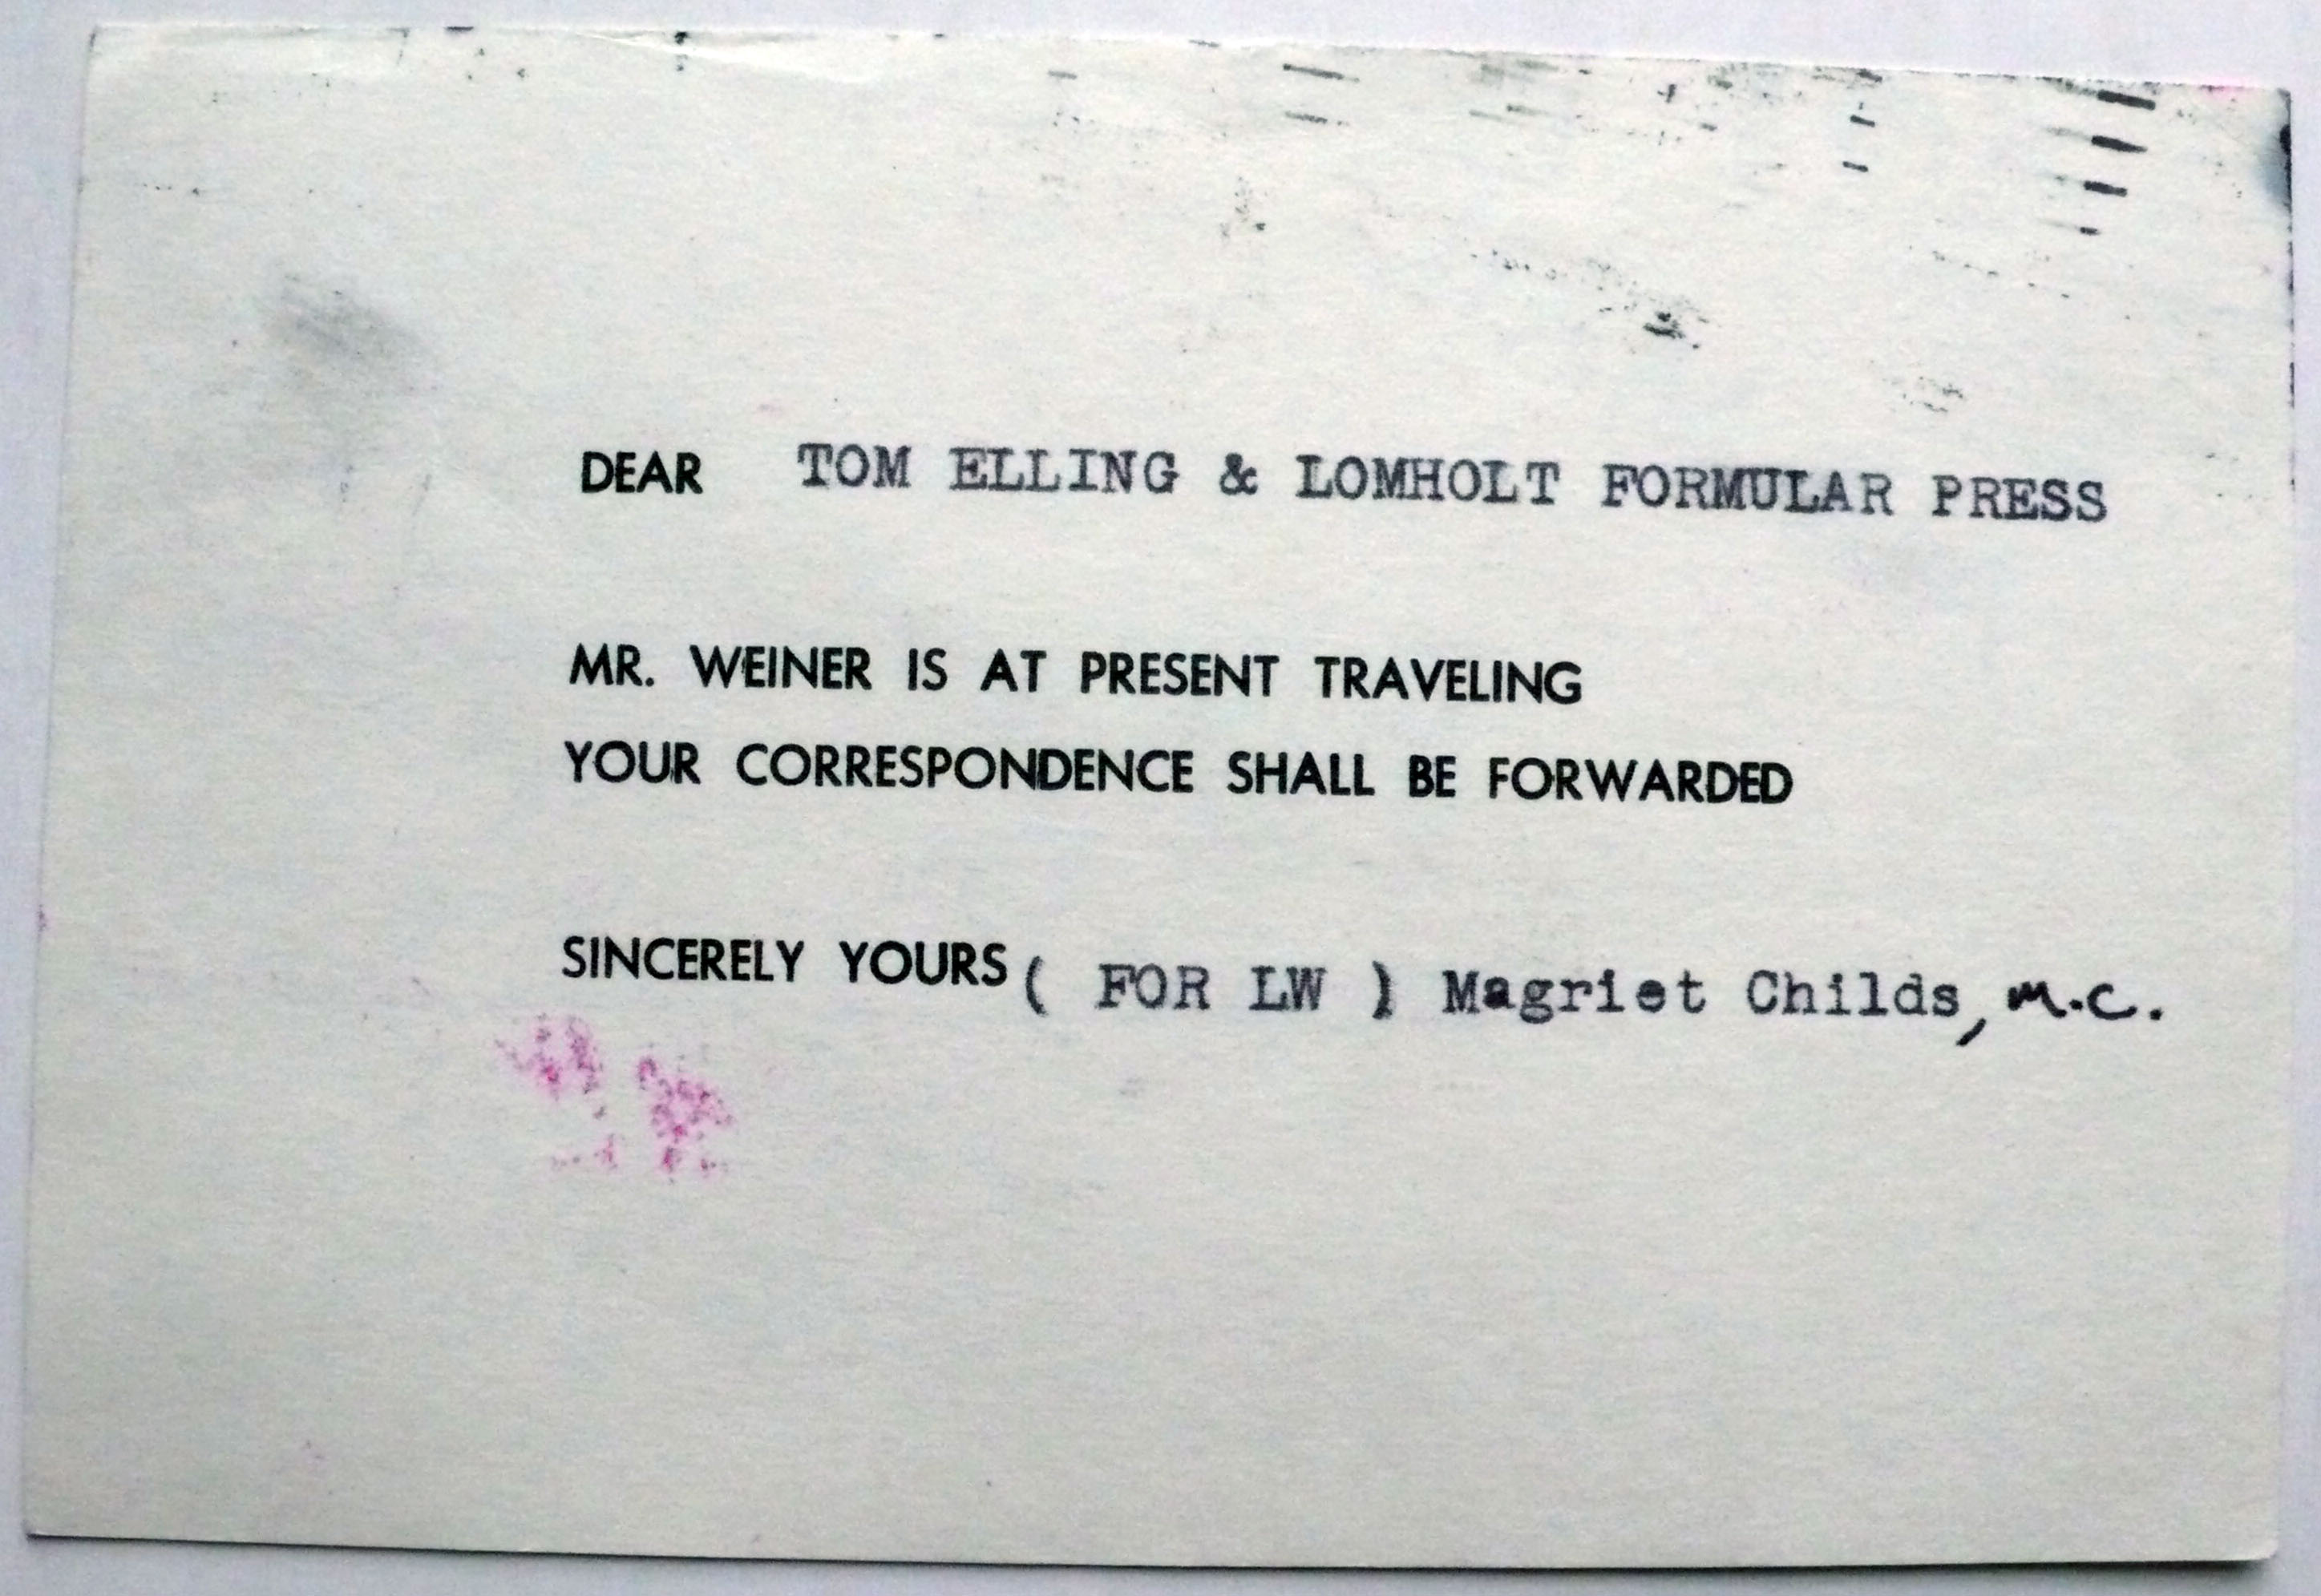 DEAR TOM ELLING & LOMHOLT FORMULAR PRESS
MR. WEINER IS AT PRESENT TRAVELING
YOUR CORRESPONDENCE SHALL BE FORWARDED
SINCERELY YOURS ( FOR LW ) Magriet Childs, m.c.